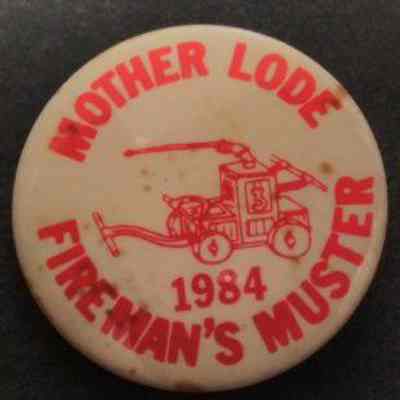 MOTHER LODE
1984
FIREMAN'S MUSTER